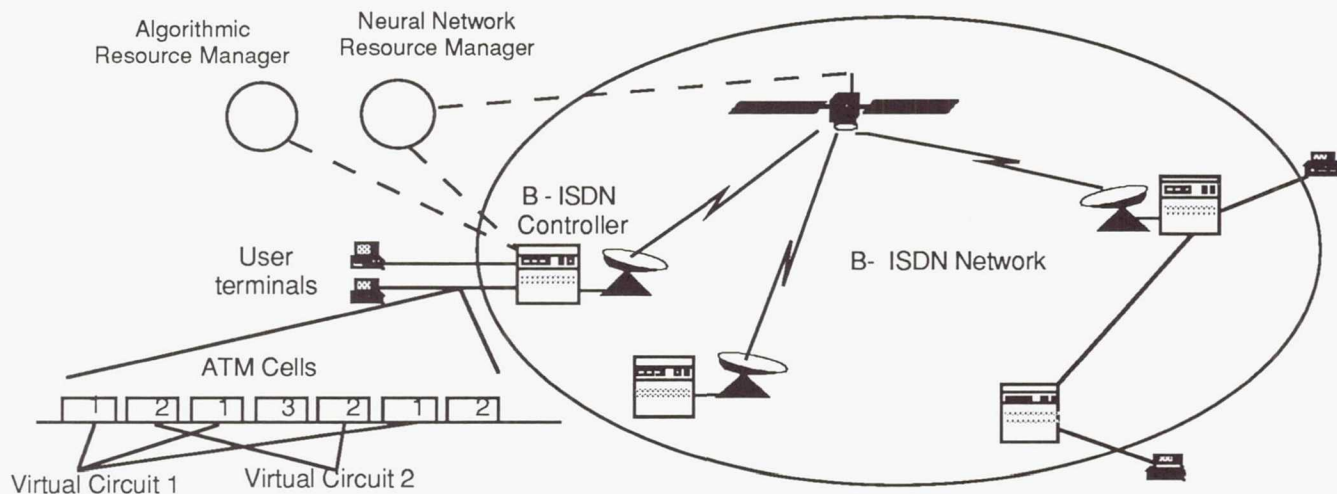 Algorithmic
Resource Manager
Neural Network
Resource Manager
B - ISDN
Controller
User
terminals
B- ISDN Network
ATM Cells
1 2 1 3 2 1 2
Virtual Circuit 1
Virtual Circuit 2